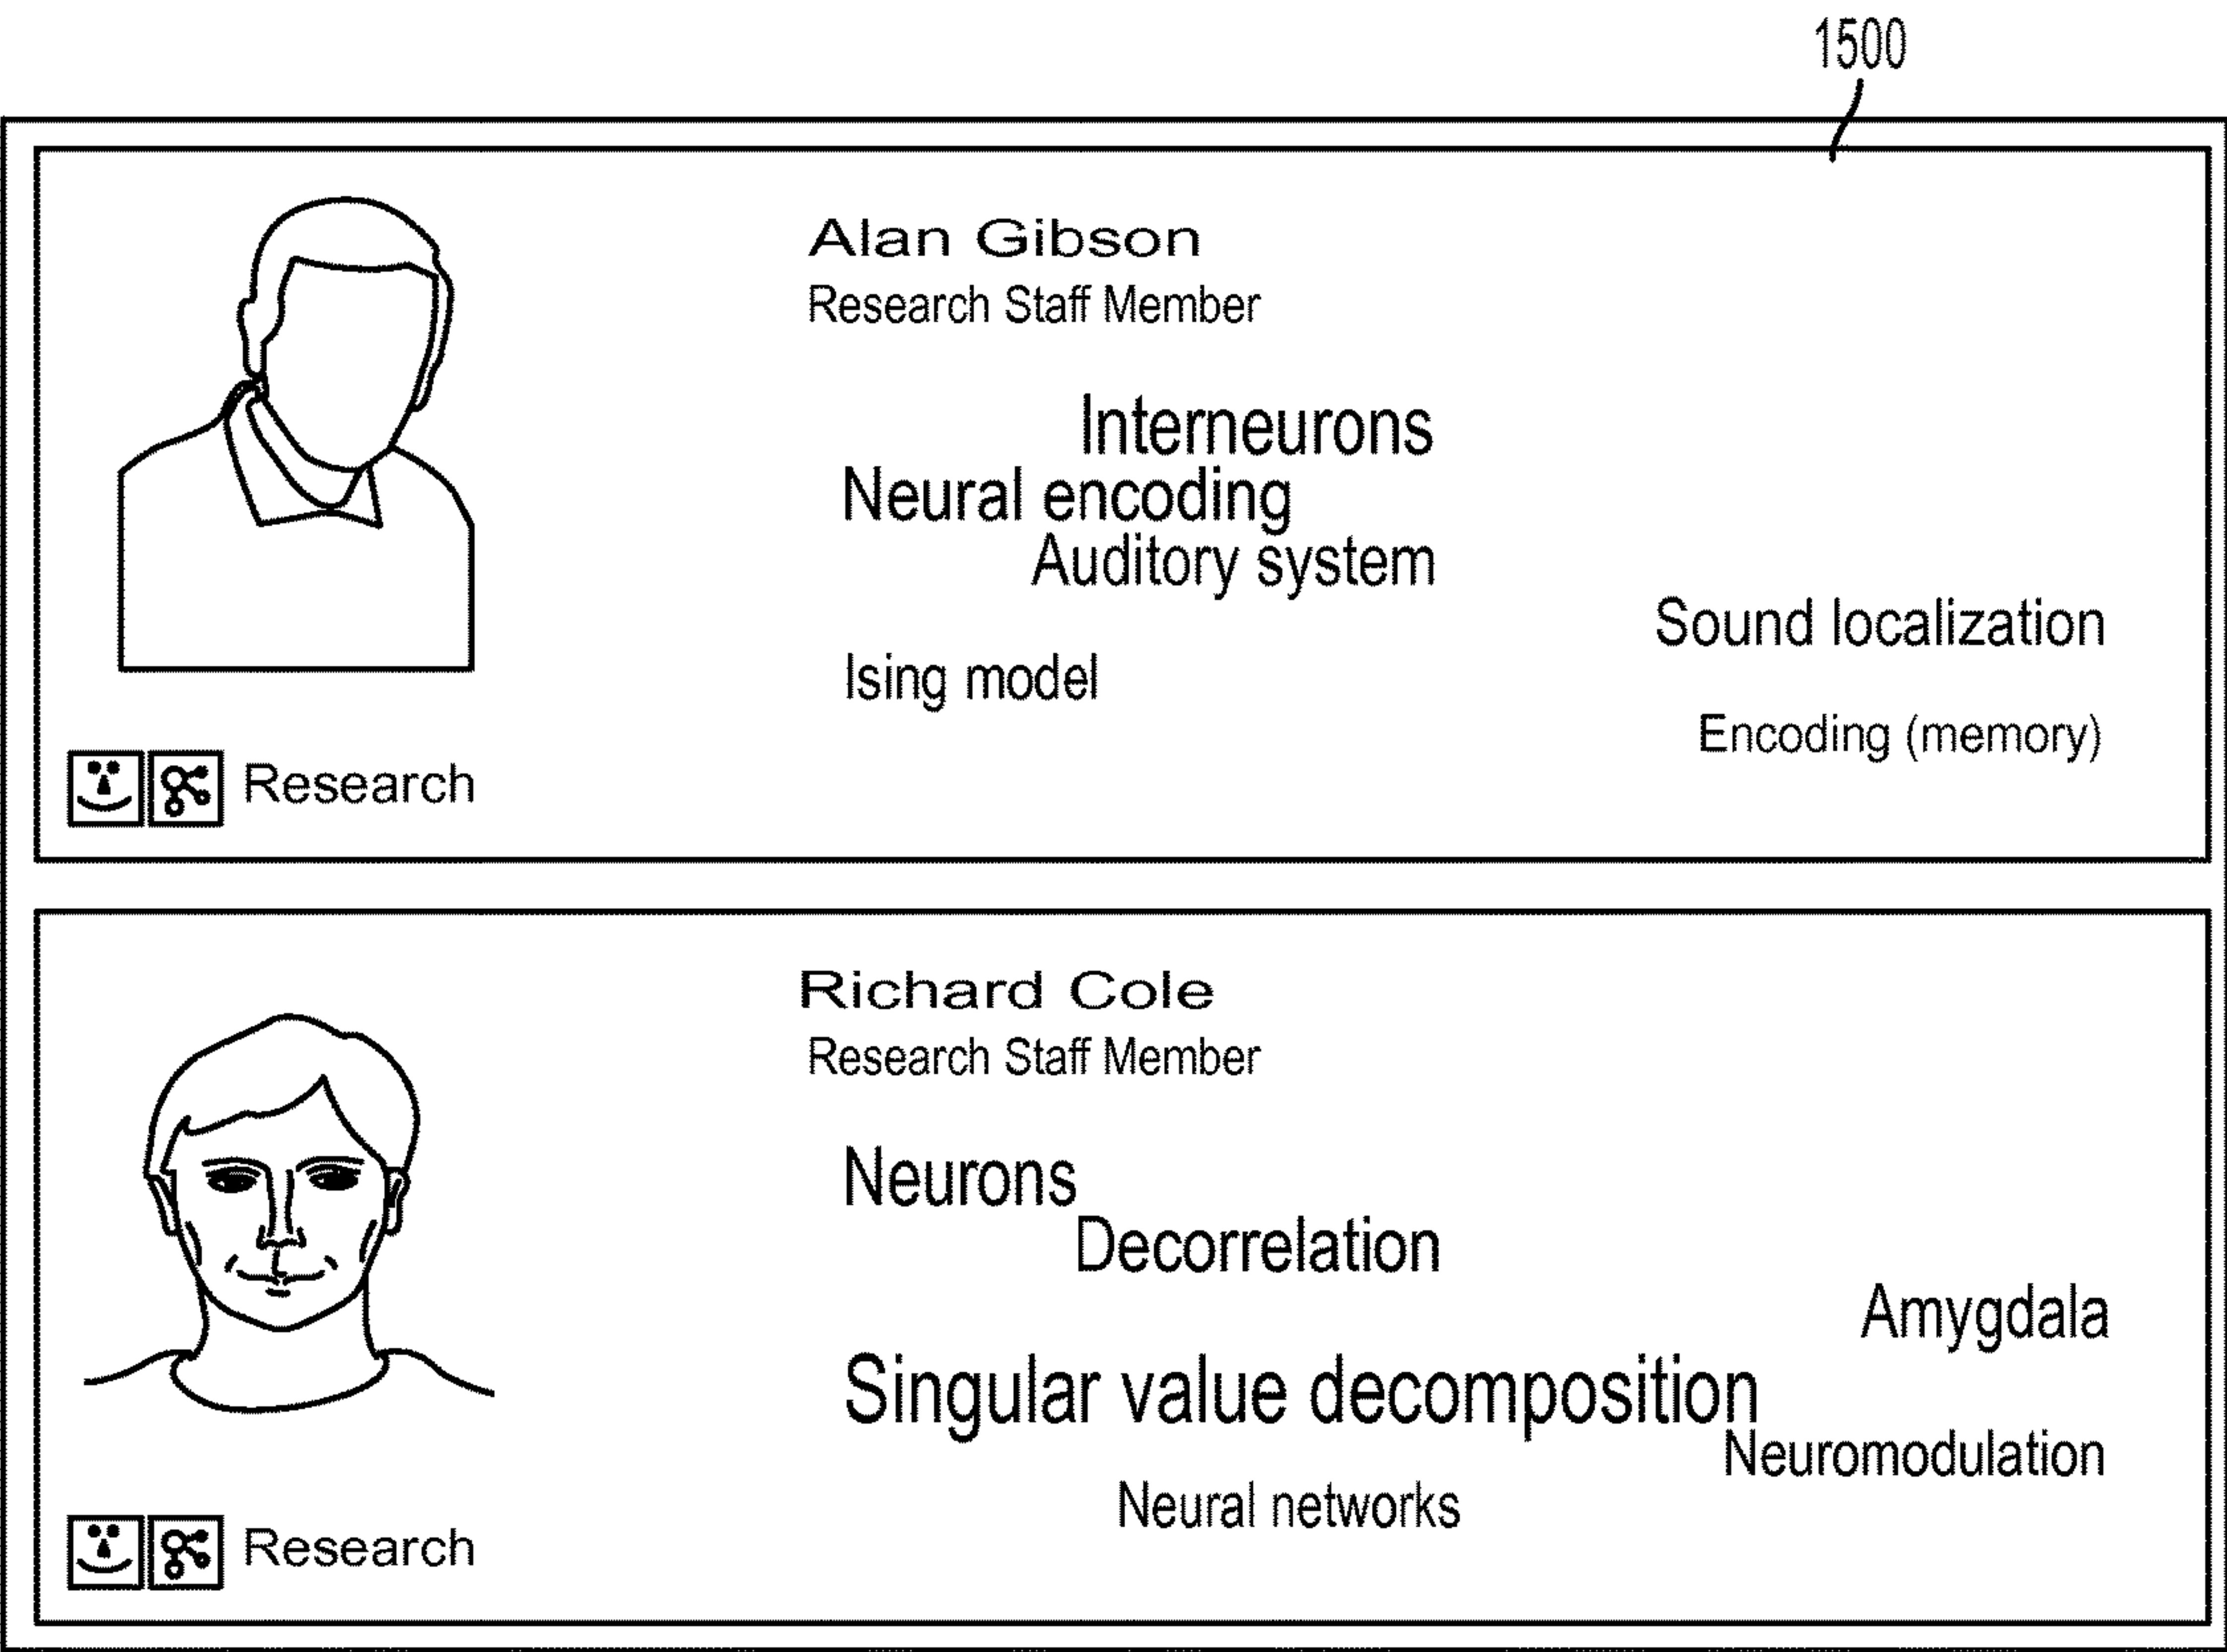 1500
Alan Gibson
Research Staff Member
Interneurons
Neural encoding
Auditory system
Sound localization
Ising model
Encoding (memory)
Research
Richard Cole
Research Staff Member
Neurons
Decorrelation
Amygdala
Singular value decomposition
Neuromodulation
Neural networks
Research